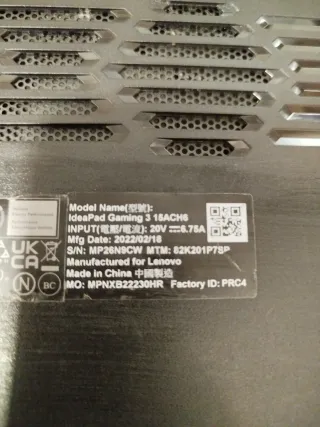 Model Name(型號):
IdeaPad Gaming 3 15ACH6
INPUT(電壓/電流): 20V ⎓6.75A
Mfg Date: 2022/02/18
S/N: MP26N9CW MTM: 82K201P7SP
Manufactured for Lenovo
Made in China 中國製造
MO: MPNXB22230HR Factory ID: PRC4
UK
CA
N
BC